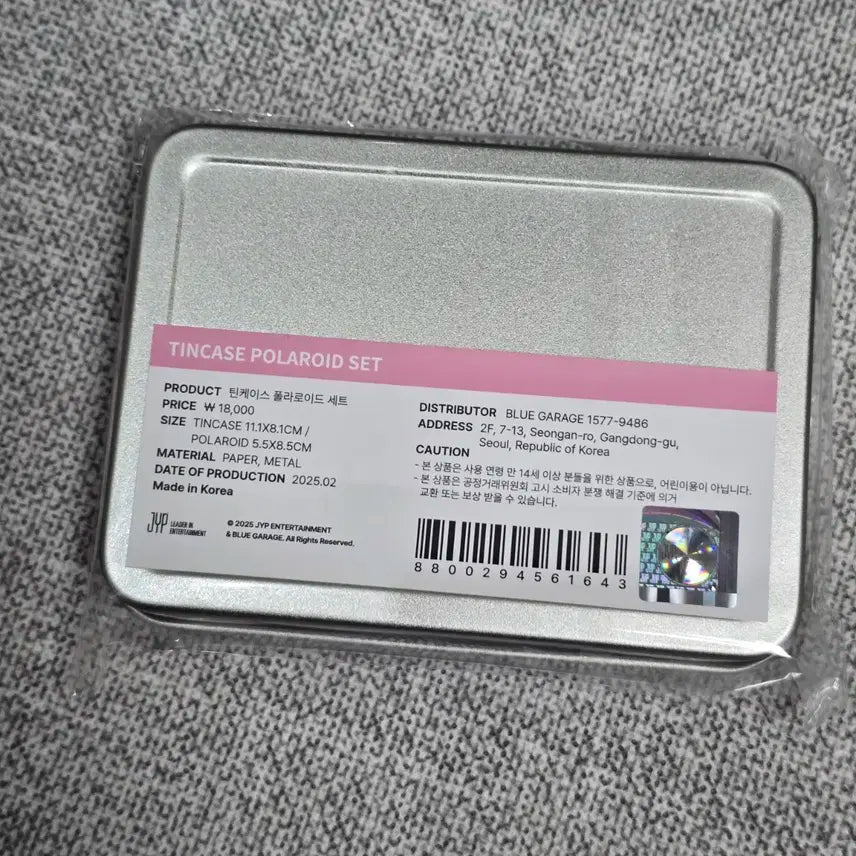 TINCASE POLAROID SET
PRODUCT 틴케이스 폴라로이드 세트
PRICE ₩ 18,000
SIZE TINCASE 11.1X8.1CM /
POLAROID 5.5X8.5CM
MATERIAL PAPER, METAL
DATE OF PRODUCTION 2025.02
Made in Korea
JYP LEADER IN
ENTERTAINMENT
© 2025 JYP ENTERTAINMENT
& BLUE GARAGE. All Rights Reserved.
DISTRIBUTOR BLUE GARAGE 1577-9486
ADDRESS 2F, 7-13, Seongan-ro, Gangdong-gu,
Seoul, Republic of Korea
CAUTION
- 본 상품은 사용 연령 만 14세 이상 분들을 위한 상품으로, 어린이용이 아닙니다.
- 본 상품은 공정거래위원회 고시 소비자 분쟁 해결 기준에 의거
교환 또는 보상 받을 수 있습니다.
8800294561643